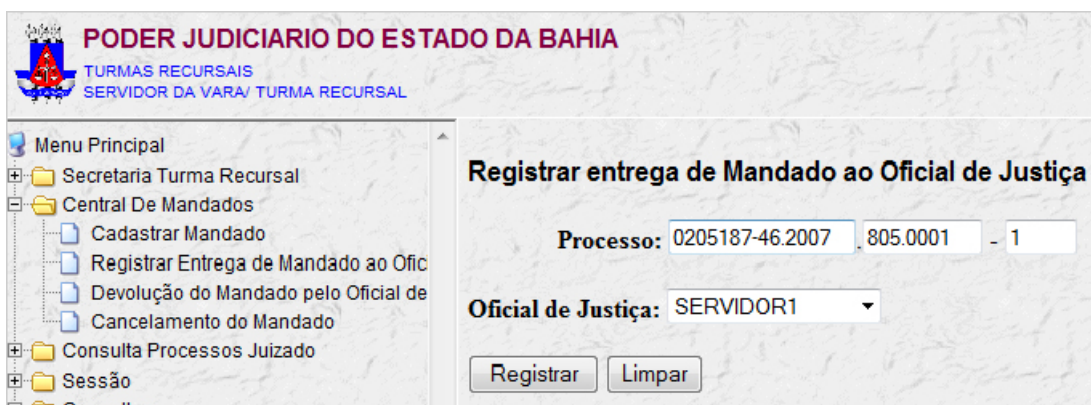 PODER JUDICIARIO DO ESTADO DA BAHIA
TURMAS RECURSAIS
SERVIDOR DA VARA/ TURMA RECURSAL
Menu Principal
Secretaria Turma Recursal
Central De Mandados
Cadastrar Mandado
Registrar Entrega de Mandado ao Ofic
Devolução do Mandado pelo Oficial de
Cancelamento do Mandado
Consulta Processos Juizado
Sessão
Registrar entrega de Mandado ao Oficial de Justiça
Processo: 0205187-46.2007 . 805.0001 - 1
Oficial de Justiça: SERVIDOR1
Registrar Limpar